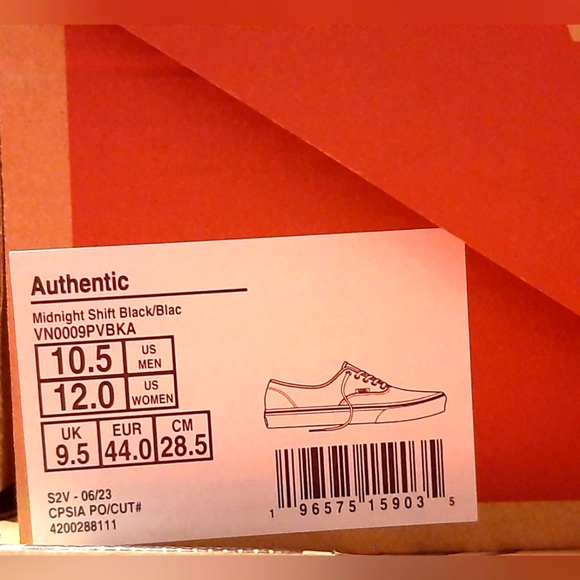 Authentic
Midnight Shift Black/Blac
VN0009PVBKA
10.5 US MEN
12.0 US WOMEN
UK 9.5 EUR 44.0 CM 28.5
S2V - 06/23
CPSIA PO/CUT#
4200288111
1 96575 15903 5